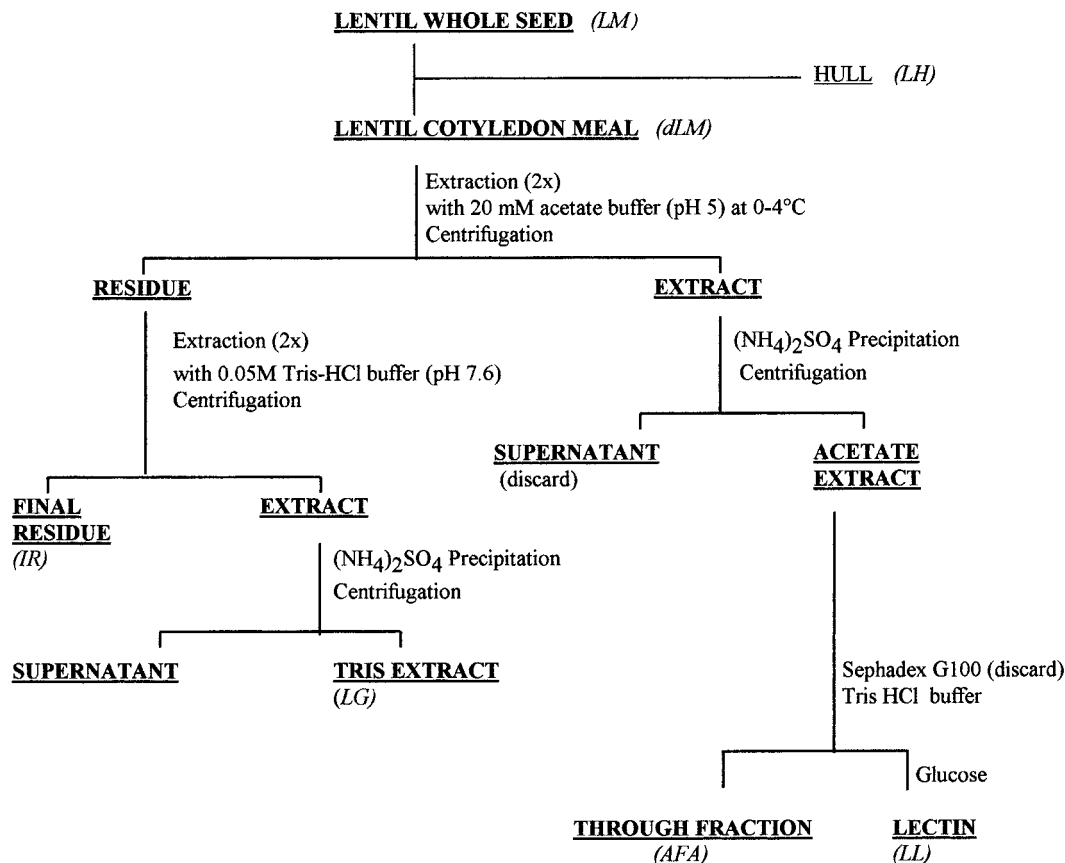 LENTIL WHOLE SEED (LM)
HULL (LH)
LENTIL COTYLEDON MEAL (dLM)
Extraction (2x)
with 20 mM acetate buffer (pH 5) at 0-4°C
Centrifugation
RESIDUE
EXTRACT
Extraction (2x)
with 0.05M Tris-HCl buffer (pH 7.6)
Centrifugation
(NH4)2SO4 Precipitation
Centrifugation
SUPERNATANT
(discard)
ACETATE
EXTRACT
FINAL
RESIDUE
(IR)
EXTRACT
(NH4)2SO4 Precipitation
Centrifugation
SUPERNATANT
TRIS EXTRACT
(LG)
Sephadex G100 (discard)
Tris HCl buffer
Glucose
THROUGH FRACTION
(AFA)
LECTIN
(LL)